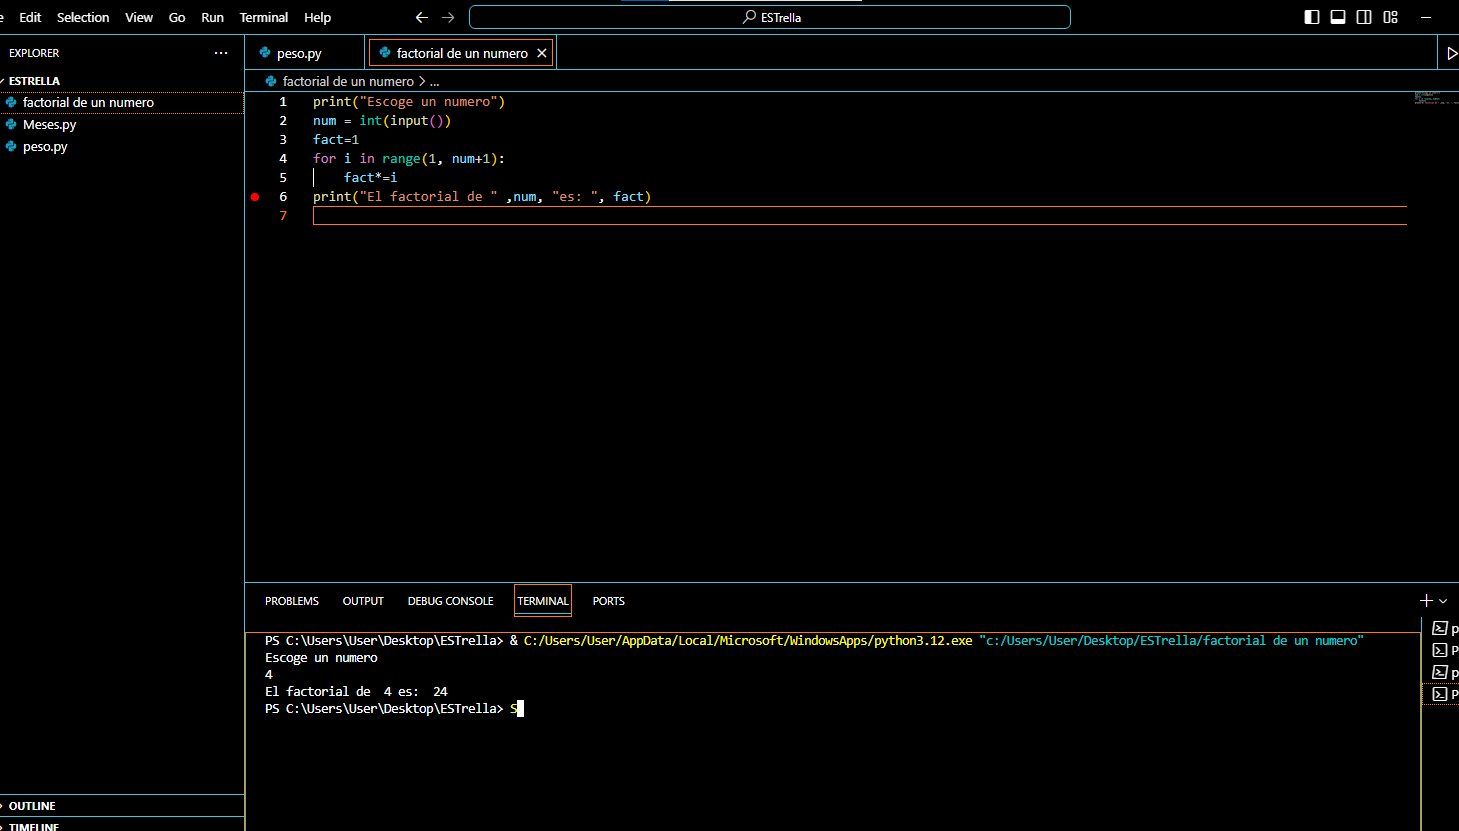 Edit Selection View Go Run Terminal Help
ESTrella
EXPLORER ...
ESTRELLA
factorial de un numero
Meses.py
peso.py
OUTLINE
TIMELINE
peso.py factorial de un numero
factorial de un numero > ...
1 print("Escoge un numero")
2 num = int(input())
3 fact=1
4 for i in range(1, num+1):
5 fact*=i
6 print("El factorial de " ,num, "es: ", fact)
7
PROBLEMS OUTPUT DEBUG CONSOLE TERMINAL PORTS
PS C:\Users\User\Desktop\ESTrella> & C:/Users/User/AppData/Local/Microsoft/WindowsApps/python3.12.exe "c:/Users/User/Desktop/ESTrella/factorial de un numero"
Escoge un numero
4
El factorial de  4 es:  24
PS C:\Users\User\Desktop\ESTrella> S
p
P
p
P